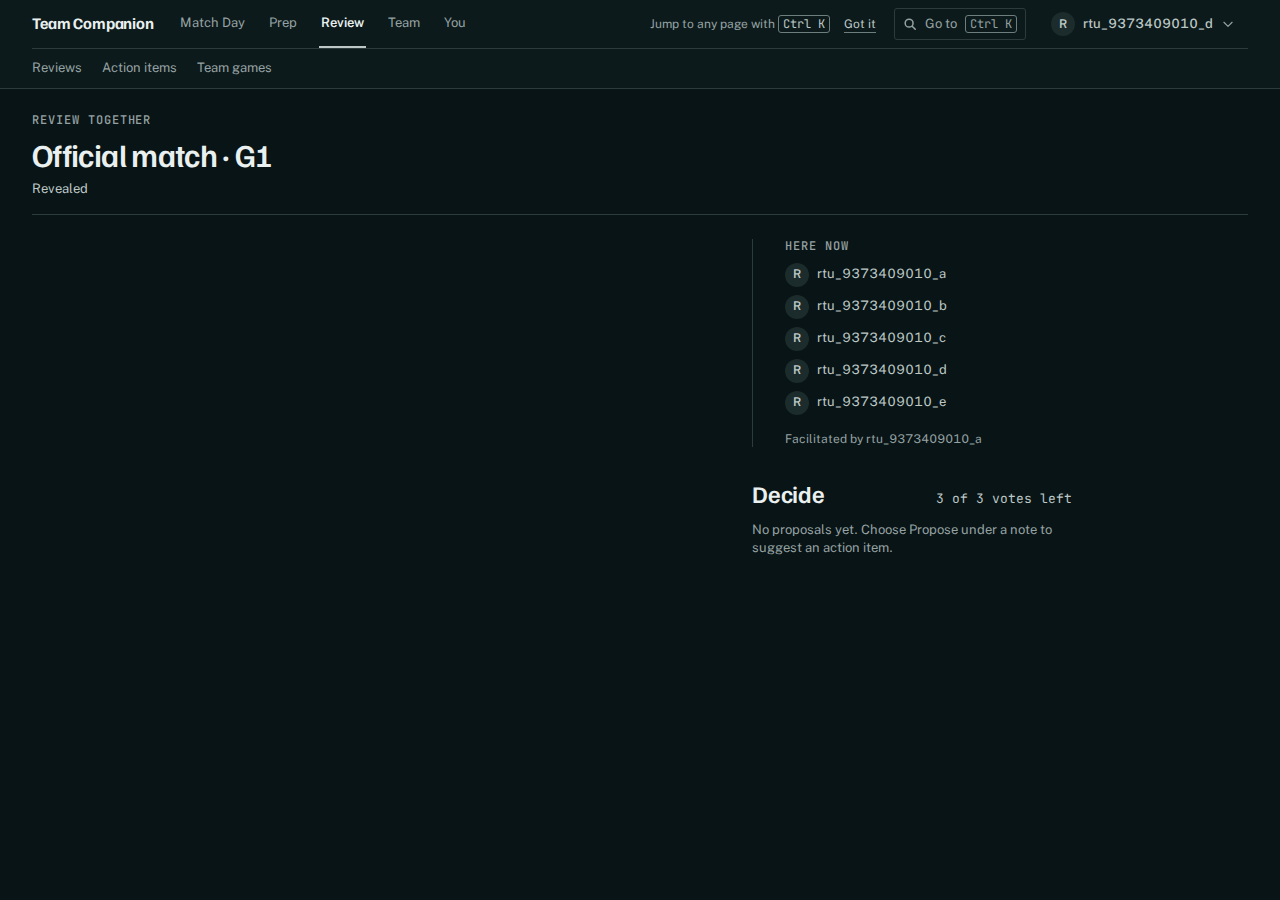 Team Companion
Match Day
Prep
Review
Team
You
Jump to any page with Ctrl K
Got it
Go to Ctrl K
R rtu_9373409010_d
Reviews
Action items
Team games
REVIEW TOGETHER
Official match · G1
Revealed
HERE NOW
R rtu_9373409010_a
R rtu_9373409010_b
R rtu_9373409010_c
R rtu_9373409010_d
R rtu_9373409010_e
Facilitated by rtu_9373409010_a
Decide
3 of 3 votes left
No proposals yet. Choose Propose under a note to
suggest an action item.